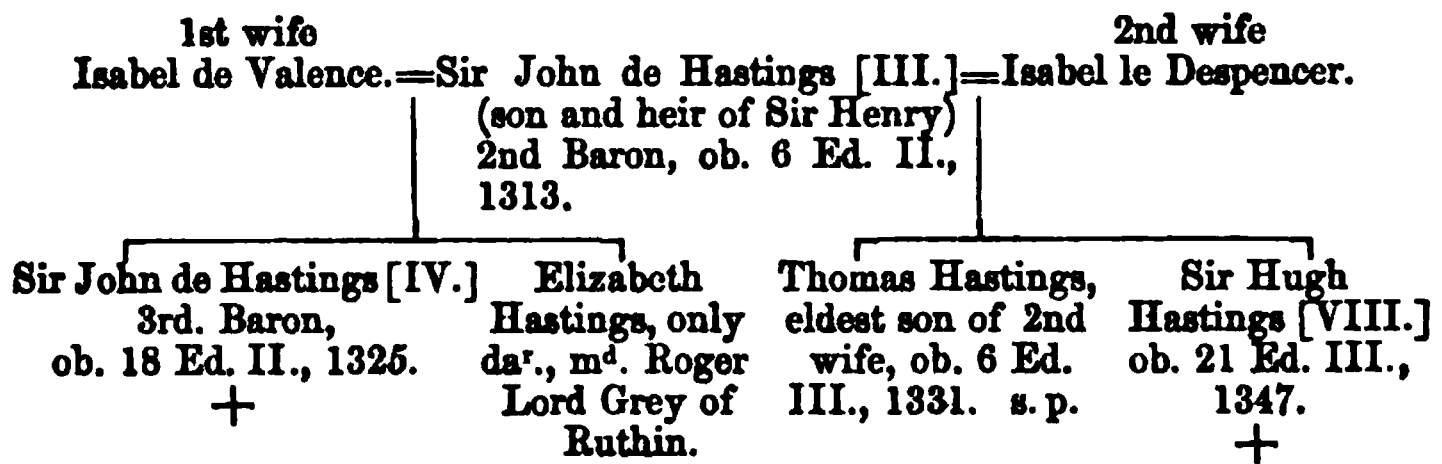 1st wife
2nd wife
Isabel de Valence.=Sir John de Hastings [III.]=Isabel le Despencer.
(son and heir of Sir Henry)
2nd Baron, ob. 6 Ed. II.,
1313.
Sir John de Hastings [IV.]
3rd. Baron,
ob. 18 Ed. II., 1325.
+
Elizabeth
Hastings, only
daʳ., mᵈ. Roger
Lord Grey of
Ruthin.
Thomas Hastings,
eldest son of 2nd
wife, ob. 6 Ed.
III., 1331. s. p.
Sir Hugh
Hastings [VIII.]
ob. 21 Ed. III.,
1347.
+